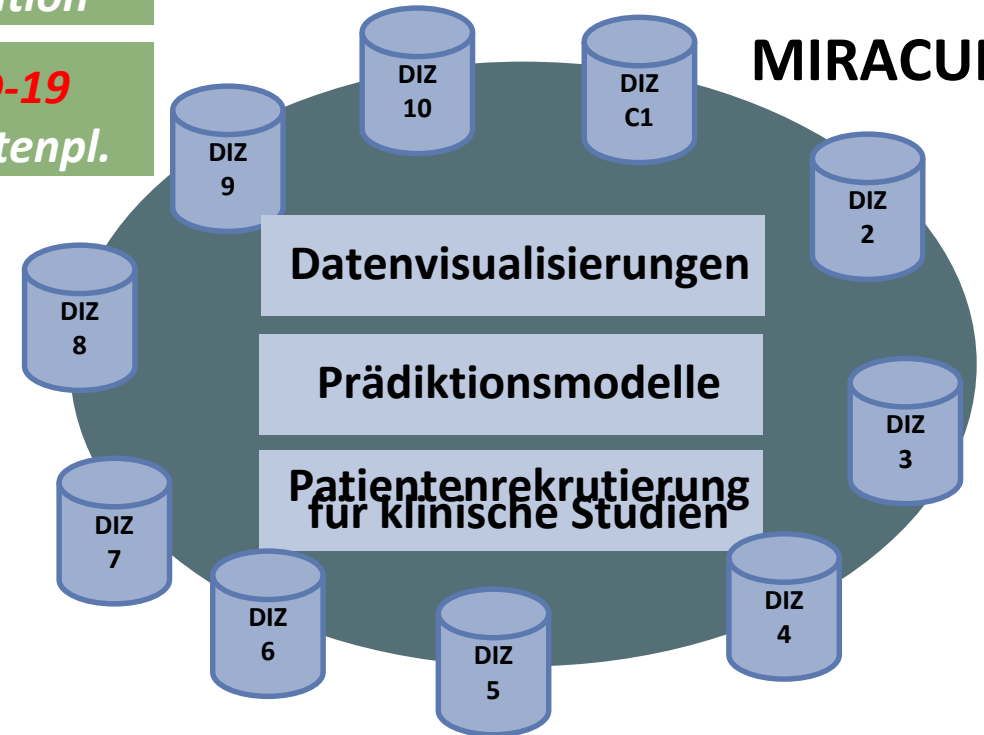 MIRACU
tenpl.
-19
DIZ
10
DIZ
C1
DIZ
9
DIZ
2
DIZ
8
DIZ
3
DIZ
7
DIZ
4
DIZ
6
DIZ
5
Datenvisualisierungen
Prädiktionsmodelle
Patientenrekrutierung
für klinische Studien